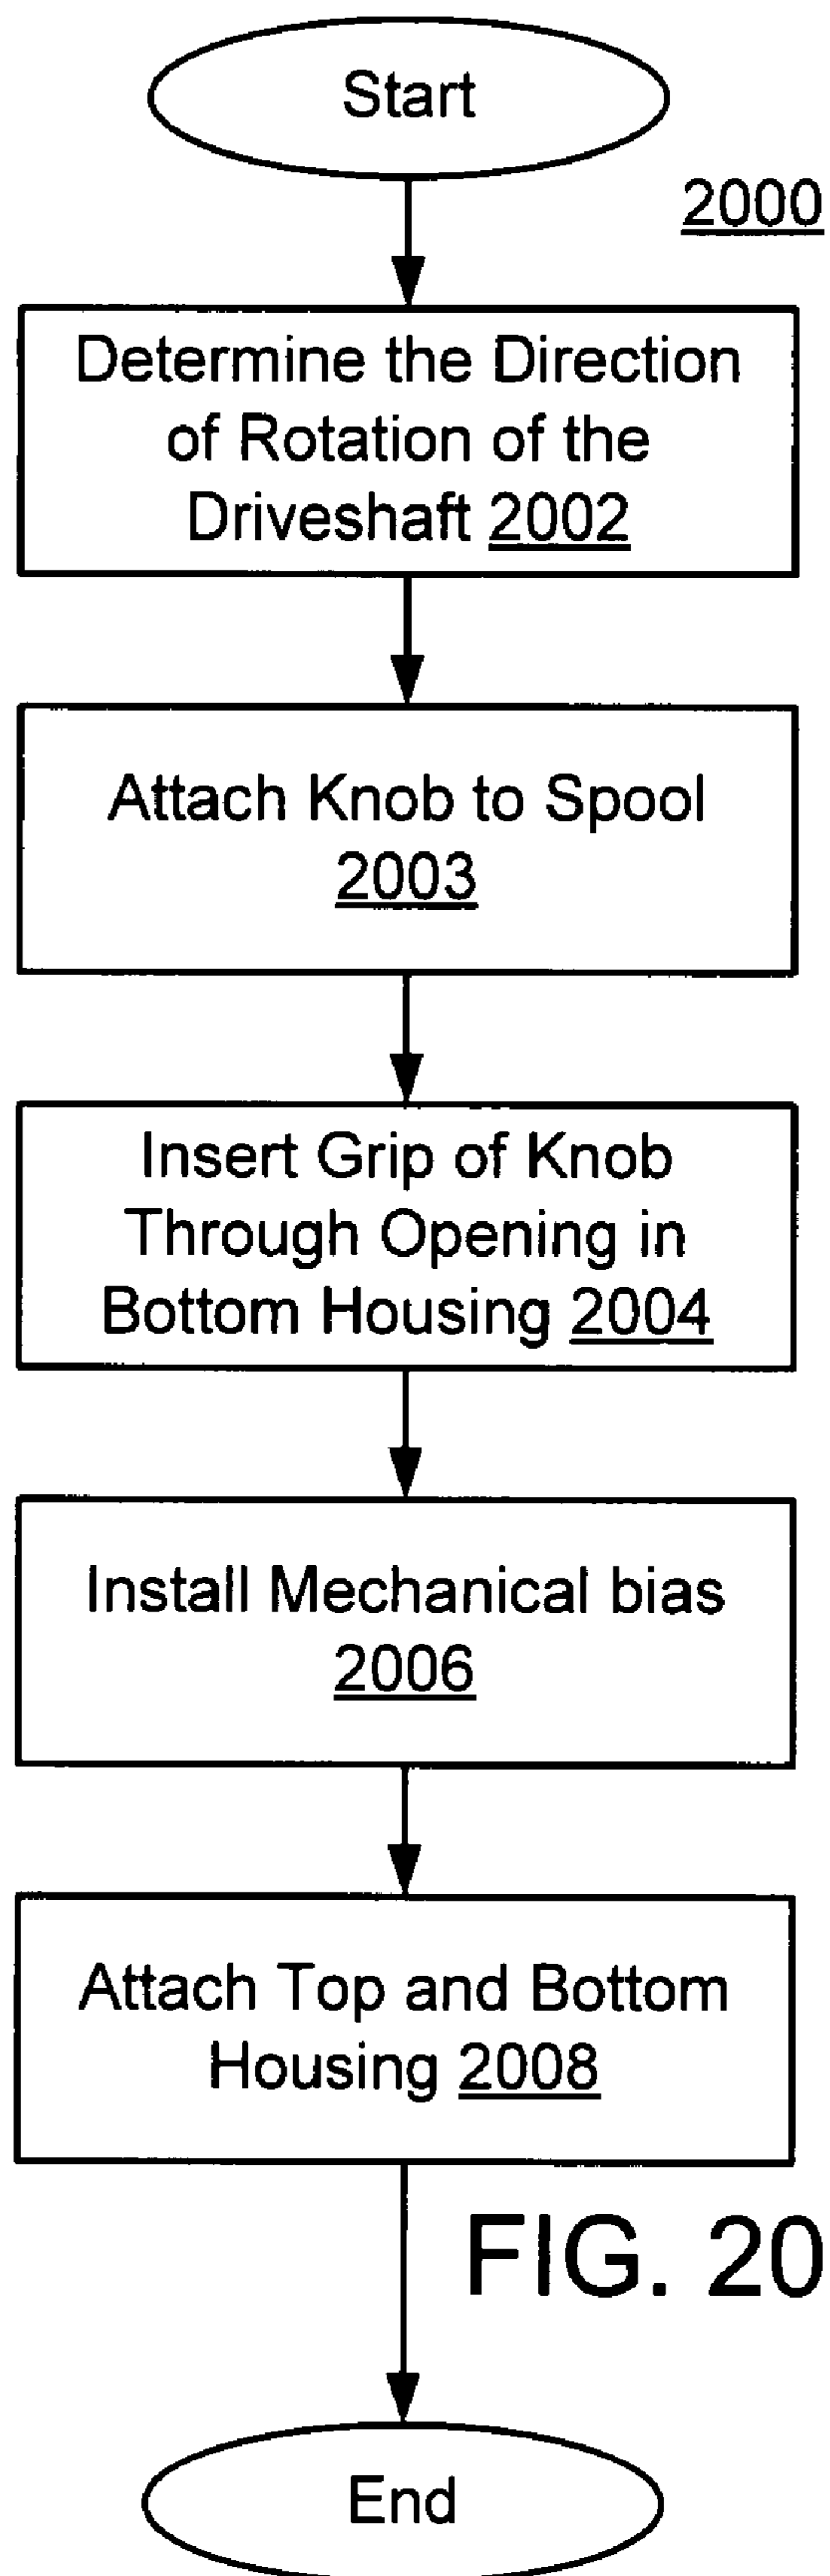 Start
2000
Determine the Direction
of Rotation of the
Driveshaft 2002
Attach Knob to Spool
2003
Insert Grip of Knob
Through Opening in
Bottom Housing 2004
Install Mechanical bias
2006
Attach Top and Bottom
Housing 2008
FIG. 20
End